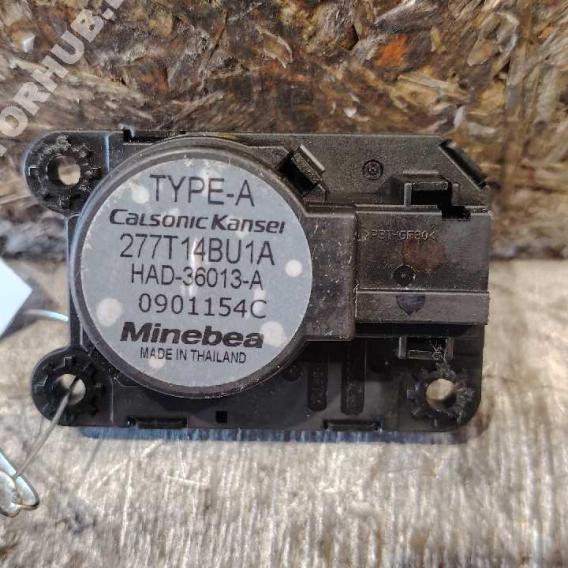 TYPE-A
CALSONIC KANSEI
277T14BU1A
HAD-36013-A
0901154C
Minebea
MADE IN THAILAND